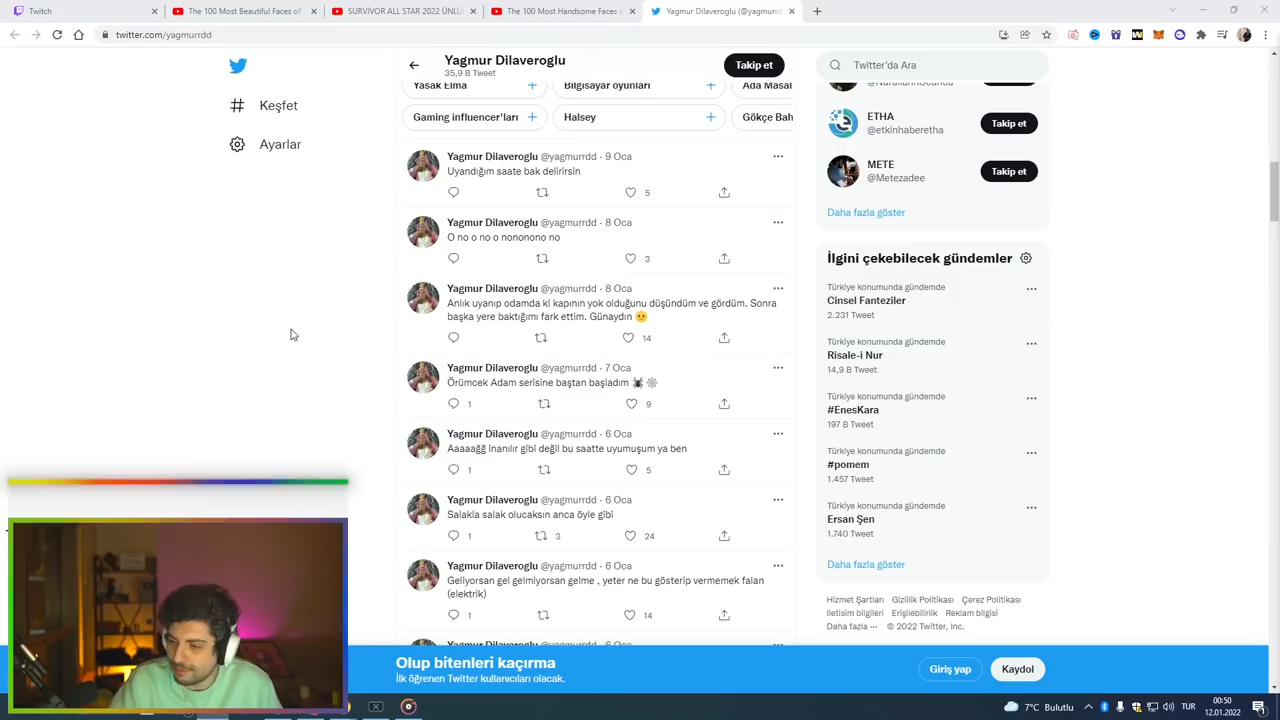 Twitch
The 100 Most Beautiful Faces of
SURVİVOR ALL STAR 2022 ÜNLÜ
The 100 Most Handsome Faces o
Yagmur Dilaveroglu (@yagmurrd
twitter.com/yagmurrdd
Yagmur Dilaveroglu
35,9 B Tweet
Takip et
Twitter'da Ara
Keşfet
Ayarlar
Yasak Elma
Bilgisayar oyunları
Ada Masal
Gaming influencer'ları
Halsey
Gökçe Bah
Yagmur Dilaveroglu @yagmurrdd · 9 Oca
Uyandığım saate bak delirirsin
5
Yagmur Dilaveroglu @yagmurrdd · 8 Oca
O no o no o nononono no
3
Yagmur Dilaveroglu @yagmurrdd · 8 Oca
Anlık uyanıp odamda ki kapının yok olduğunu düşündüm ve gördüm. Sonra
başka yere baktığımı fark ettim. Günaydın
14
Yagmur Dilaveroglu @yagmurrdd · 7 Oca
Örümcek Adam serisine baştan başladım
1
9
Yagmur Dilaveroglu @yagmurrdd · 6 Oca
Aaaaağğ inanılır gibi değil bu saatte uyumuşum ya ben
1
5
Yagmur Dilaveroglu @yagmurrdd · 6 Oca
Salakla salak olucaksın anca öyle gibi
1
3
24
Yagmur Dilaveroglu @yagmurrdd · 6 Oca
Geliyorsan gel gelmiyorsan gelme , yeter ne bu gösterip vermemek falan
(elektrik)
1
14
Yagmur Dilaveroglu @yagmurrdd · 6 Oca
ETHA
@etkinhaberetha
Takip et
METE
@Metezadee
Takip et
Daha fazla göster
İlgini çekebilecek gündemler
Türkiye konumunda gündemde
Cinsel Fanteziler
2.231 Tweet
Türkiye konumunda gündemde
Risale-i Nur
14,9 B Tweet
Türkiye konumunda gündemde
#EnesKara
197 B Tweet
Türkiye konumunda gündemde
#pomem
1.457 Tweet
Türkiye konumunda gündemde
Ersan Şen
1.740 Tweet
Daha fazla göster
Hizmet Şartları Gizlilik Politikası Çerez Politikası
İletişim bilgileri Erişilebilirlik Reklam bilgisi
Daha fazla ··· © 2022 Twitter, Inc.
Olup bitenleri kaçırma
İlk öğrenen Twitter kullanıcıları olacak.
Giriş yap
Kaydol
7°C Bulutlu
TUR
00:50
12.01.2022